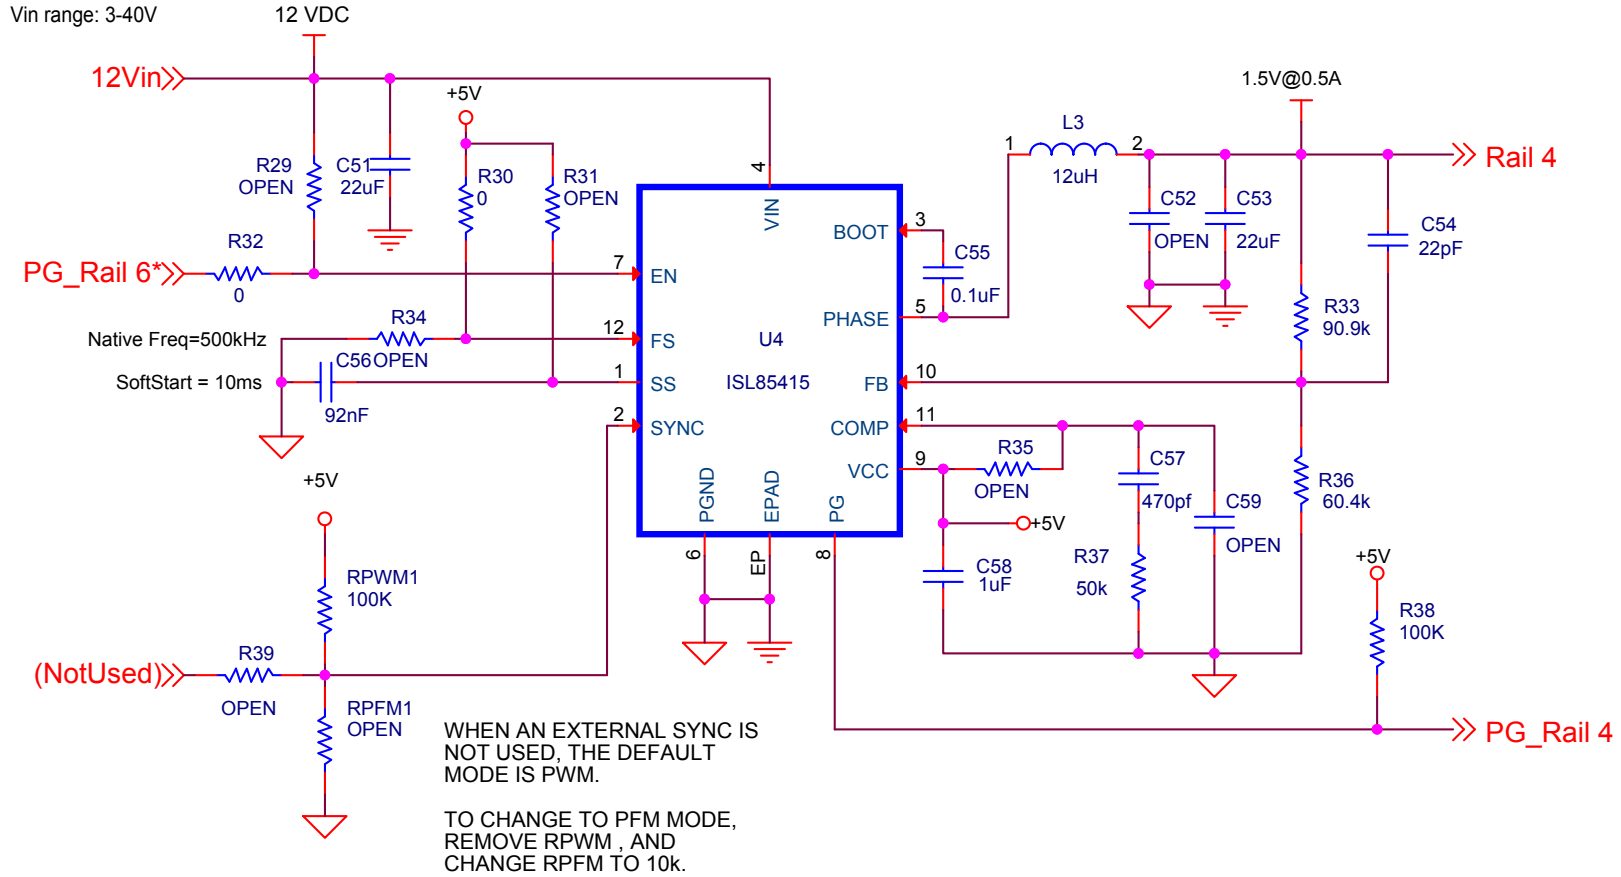 Vin range: 3-40V
12 VDC
12Vin
+5V
1.5V@0.5A
L3
1
2
12uH
Rail 4
R29
OPEN
C51
22uF
R30
0
R31
OPEN
4
VIN
BOOT
3
C55
0.1uF
C52
OPEN
C53
22uF
C54
22pF
R32
0
PG_Rail 6*
7
EN
PHASE
5
R33
90.9k
Native Freq=500kHz
R34
OPEN
12
FS
U4
ISL85415
SoftStart = 10ms
C56
92nF
1
SS
FB
10
2
SYNC
COMP
11
VCC
9
R35
OPEN
C57
470pf
C59
OPEN
R36
60.4k
PGND
EPAD
PG
6
EP
8
+5V
+5V
C58
1uF
R37
50k
+5V
R38
100K
RPWM1
100K
(NotUsed)
R39
OPEN
RPFM1
OPEN
PG_Rail 4
WHEN AN EXTERNAL SYNC IS
NOT USED, THE DEFAULT
MODE IS PWM.
TO CHANGE TO PFM MODE,
REMOVE RPWM , AND
CHANGE RPFM TO 10k.